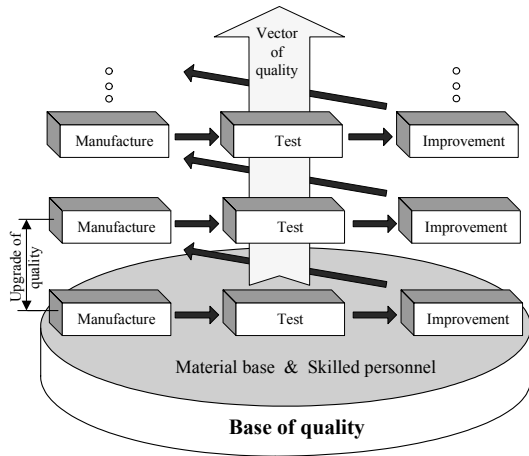 Vector
of
quality
Manufacture
Test
Improvement
Manufacture
Test
Improvement
Upgrade of
quality
Manufacture
Test
Improvement
Material base & Skilled personnel
Base of quality